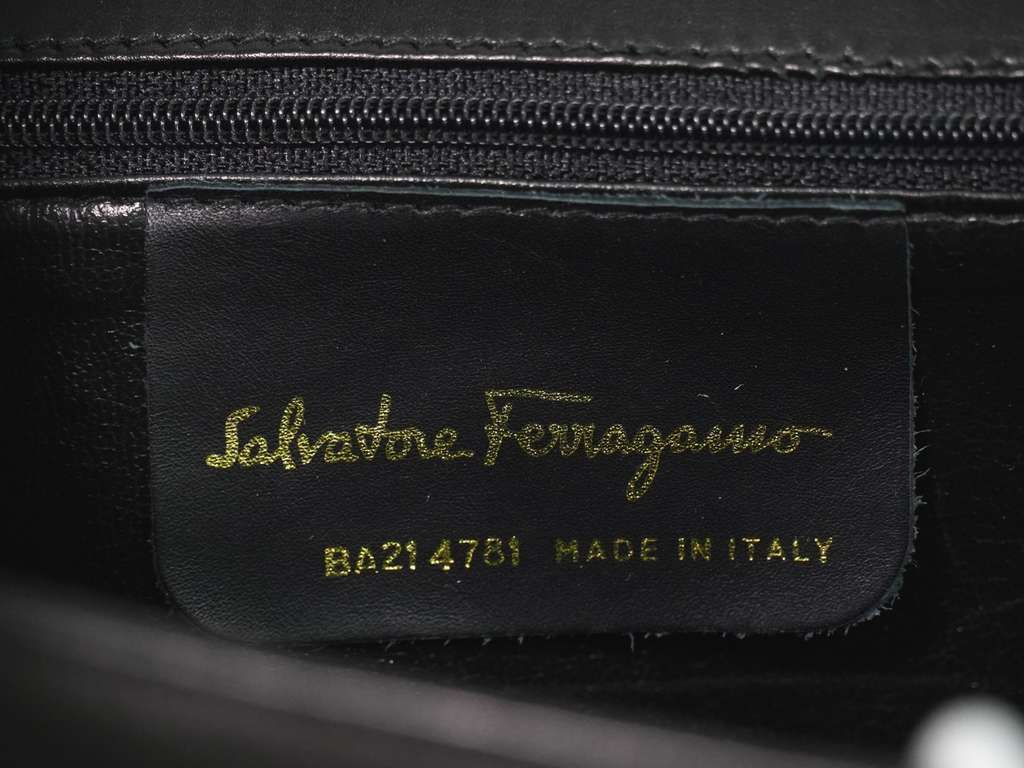 Salvatore Ferragamo
BA21 4781 MADE IN ITALY